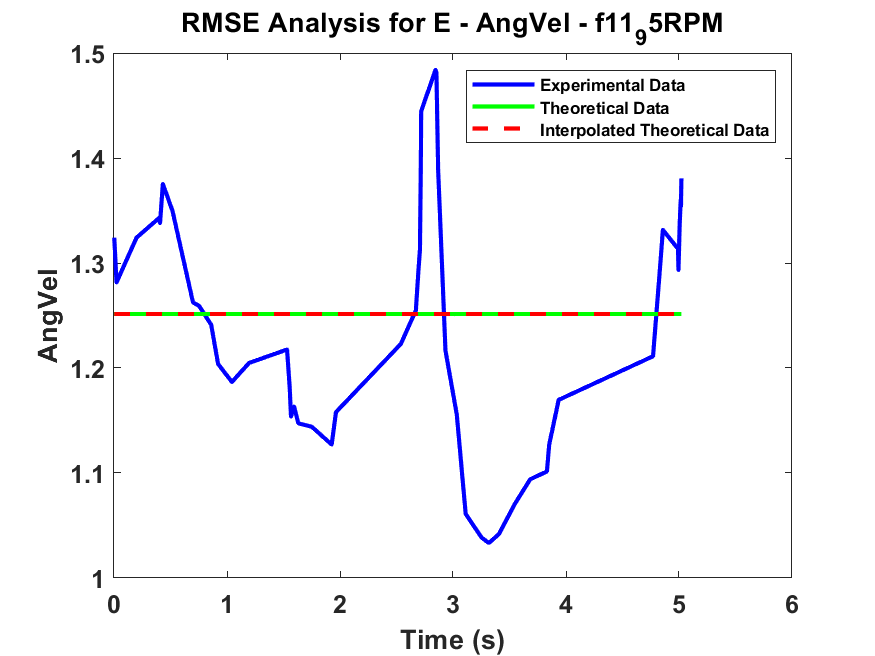 RMSE Analysis for E - AngVel - f11₉5RPM
1.5
1.4
1.3
1.2
1.1
1
AngVel
Experimental Data
Theoretical Data
Interpolated Theoretical Data
0 1 2 3 4 5 6
Time (s)